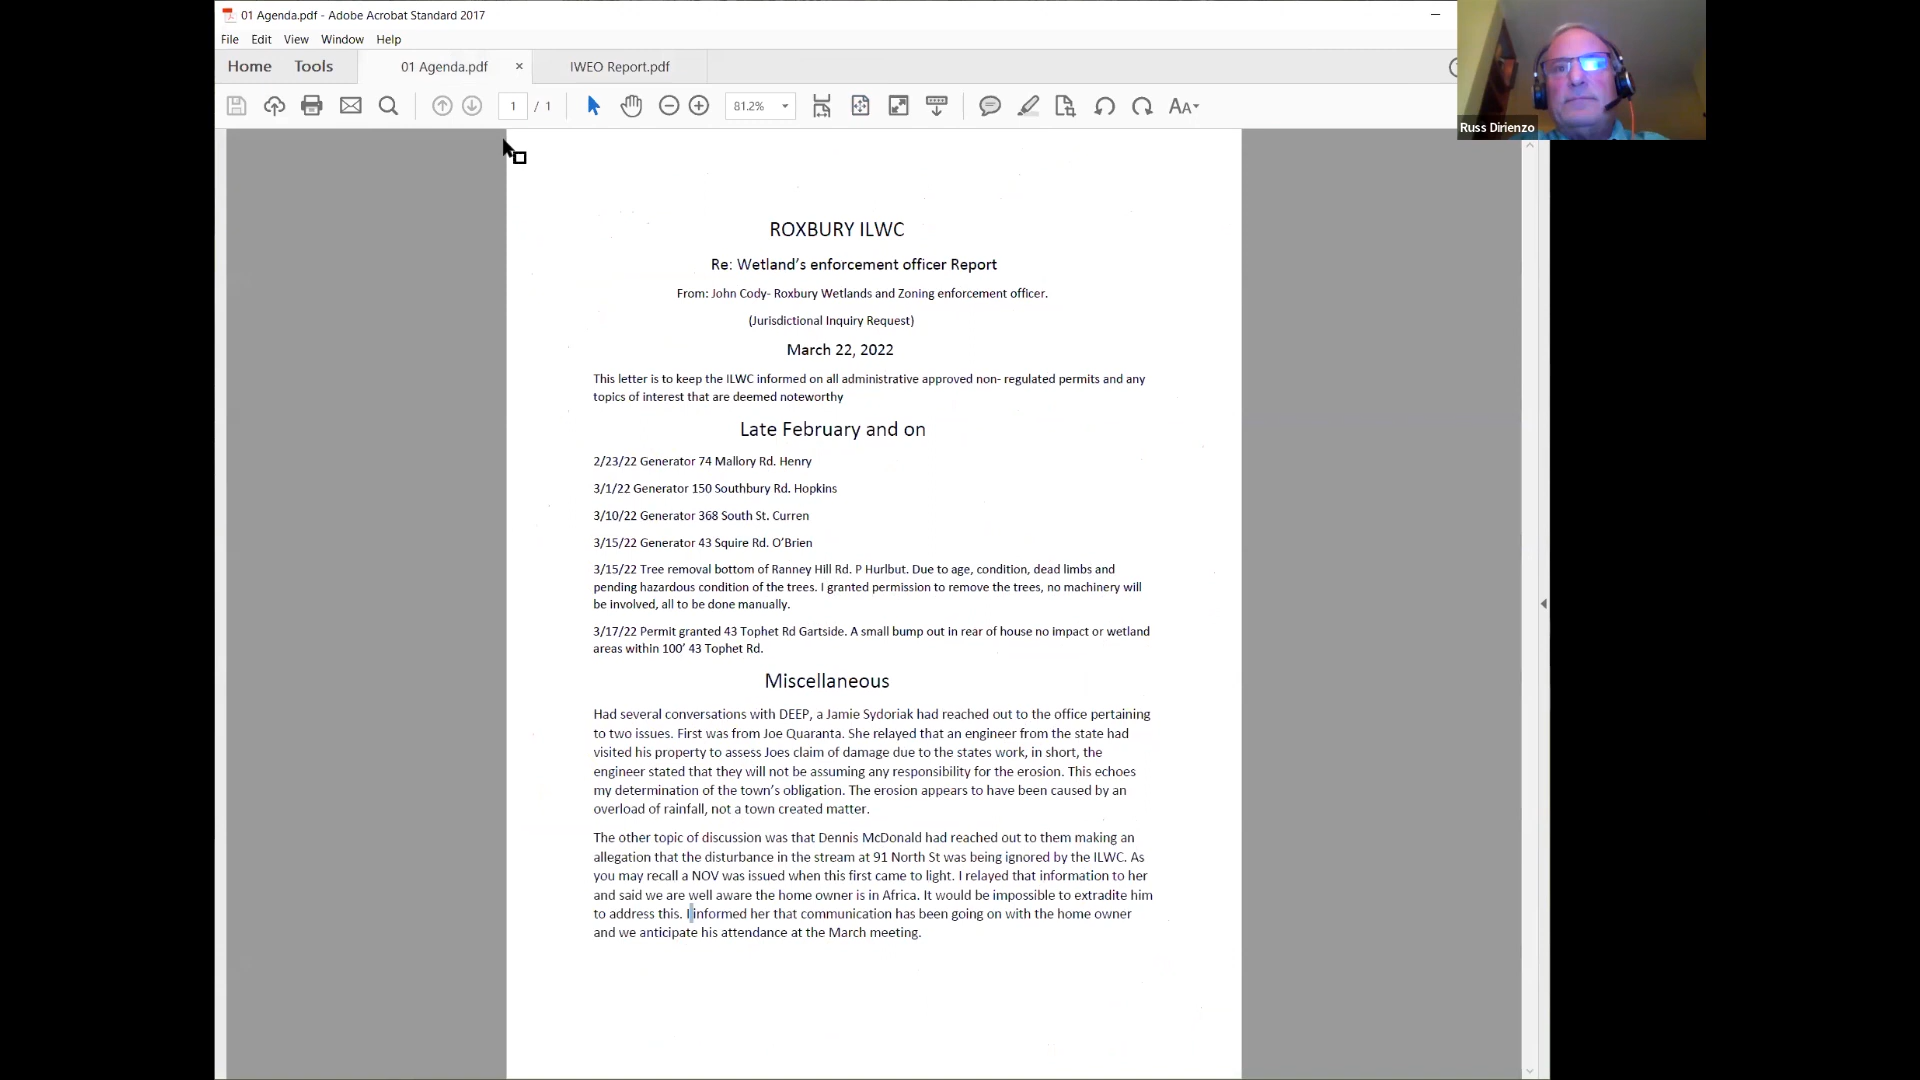 01 Agenda.pdf - Adobe Acrobat Standard 2017
File Edit View Window Help
Home Tools 01 Agenda.pdf × IWEO Report.pdf
1 / 1 81.2%
Russ Dirienzo
ROXBURY ILWC
Re: Wetland’s enforcement officer Report
From: John Cody- Roxbury Wetlands and Zoning enforcement officer.
(Jurisdictional Inquiry Request)
March 22, 2022
This letter is to keep the ILWC informed on all administrative approved non- regulated permits and any
topics of interest that are deemed noteworthy
Late February and on
2/23/22 Generator 74 Mallory Rd. Henry
3/1/22 Generator 150 Southbury Rd. Hopkins
3/10/22 Generator 368 South St. Curren
3/15/22 Generator 43 Squire Rd. O’Brien
3/15/22 Tree removal bottom of Ranney Hill Rd. P Hurlbut. Due to age, condition, dead limbs and
pending hazardous condition of the trees. I granted permission to remove the trees, no machinery will
be involved, all to be done manually.
3/17/22 Permit granted 43 Tophet Rd Gartside. A small bump out in rear of house no impact or wetland
areas within 100’ 43 Tophet Rd.
Miscellaneous
Had several conversations with DEEP, a Jamie Sydoriak had reached out to the office pertaining
to two issues. First was from Joe Quaranta. She relayed that an engineer from the state had
visited his property to assess Joes claim of damage due to the states work, in short, the
engineer stated that they will not be assuming any responsibility for the erosion. This echoes
my determination of the town’s obligation. The erosion appears to have been caused by an
overload of rainfall, not a town created matter.
The other topic of discussion was that Dennis McDonald had reached out to them making an
allegation that the disturbance in the stream at 91 North St was being ignored by the ILWC. As
you may recall a NOV was issued when this first came to light. I relayed that information to her
and said we are well aware the home owner is in Africa. It would be impossible to extradite him
to address this. I informed her that communication has been going on with the home owner
and we anticipate his attendance at the March meeting.